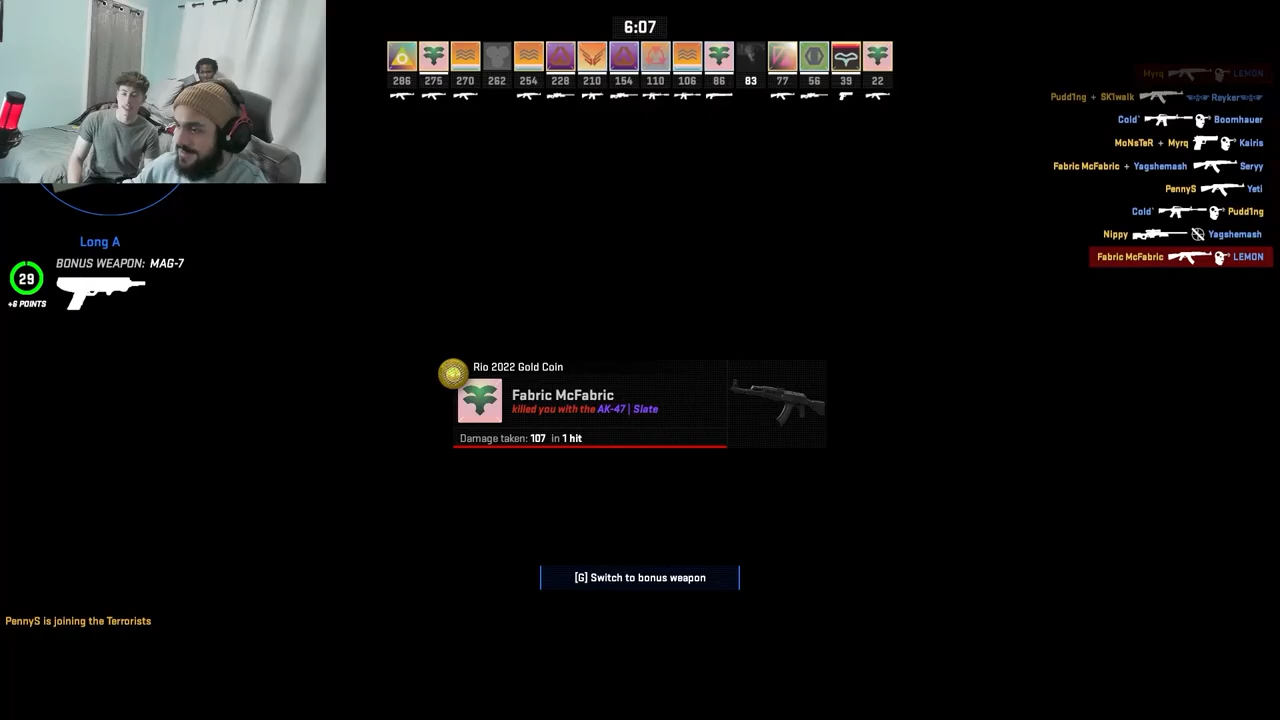 6:07
286 275 270 262 254 228 210 154 110 106 86 83 77 56 39 22
Myrq LEMON
Pudd1ng + SK1walk Reyker
Cold` Boomhauer
MoNsTeR + Myrq Kairis
Fabric McFabric + Yagshemash Seryy
PennyS Yeti
Cold` Pudd1ng
Nippy Yagshemash
Fabric McFabric LEMON
Long A
BONUS WEAPON: MAG-7
29
+6 POINTS
Rio 2022 Gold Coin
Fabric McFabric
killed you with the AK-47 | Slate
Damage taken: 107 in 1 hit
[G] Switch to bonus weapon
PennyS is joining the Terrorists